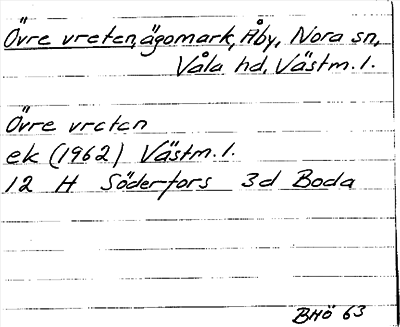 Övre vreten, ägomark, Åby, Nora sn,
Våla hd, Västm. l.
Övre vreten
ek (1962) Västm. l.
12 H Söderfors 3d Boda
BHö 63